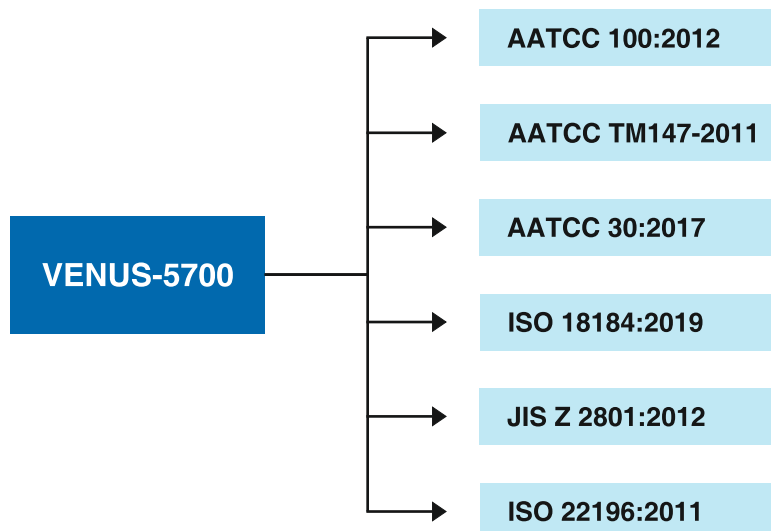 AATCC 100:2012
AATCC TM147-2011
AATCC 30:2017
VENUS-5700
ISO 18184:2019
JIS Z 2801:2012
ISO 22196:2011